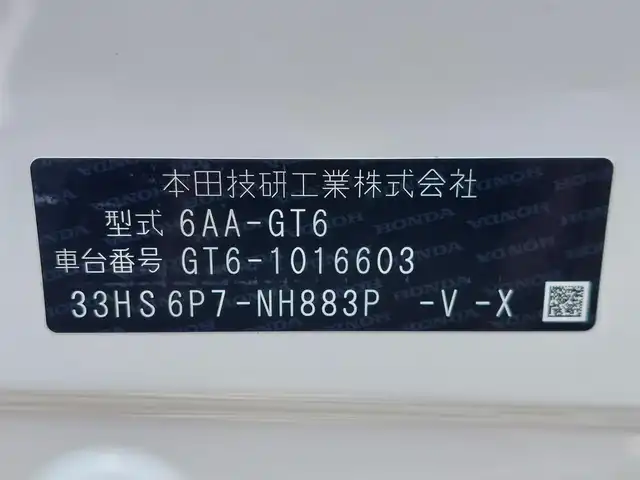 本田技研工業株式会社
型式 6AA-GT6
車台番号 GT6-1016603
33HS6P7-NH883P -V -X